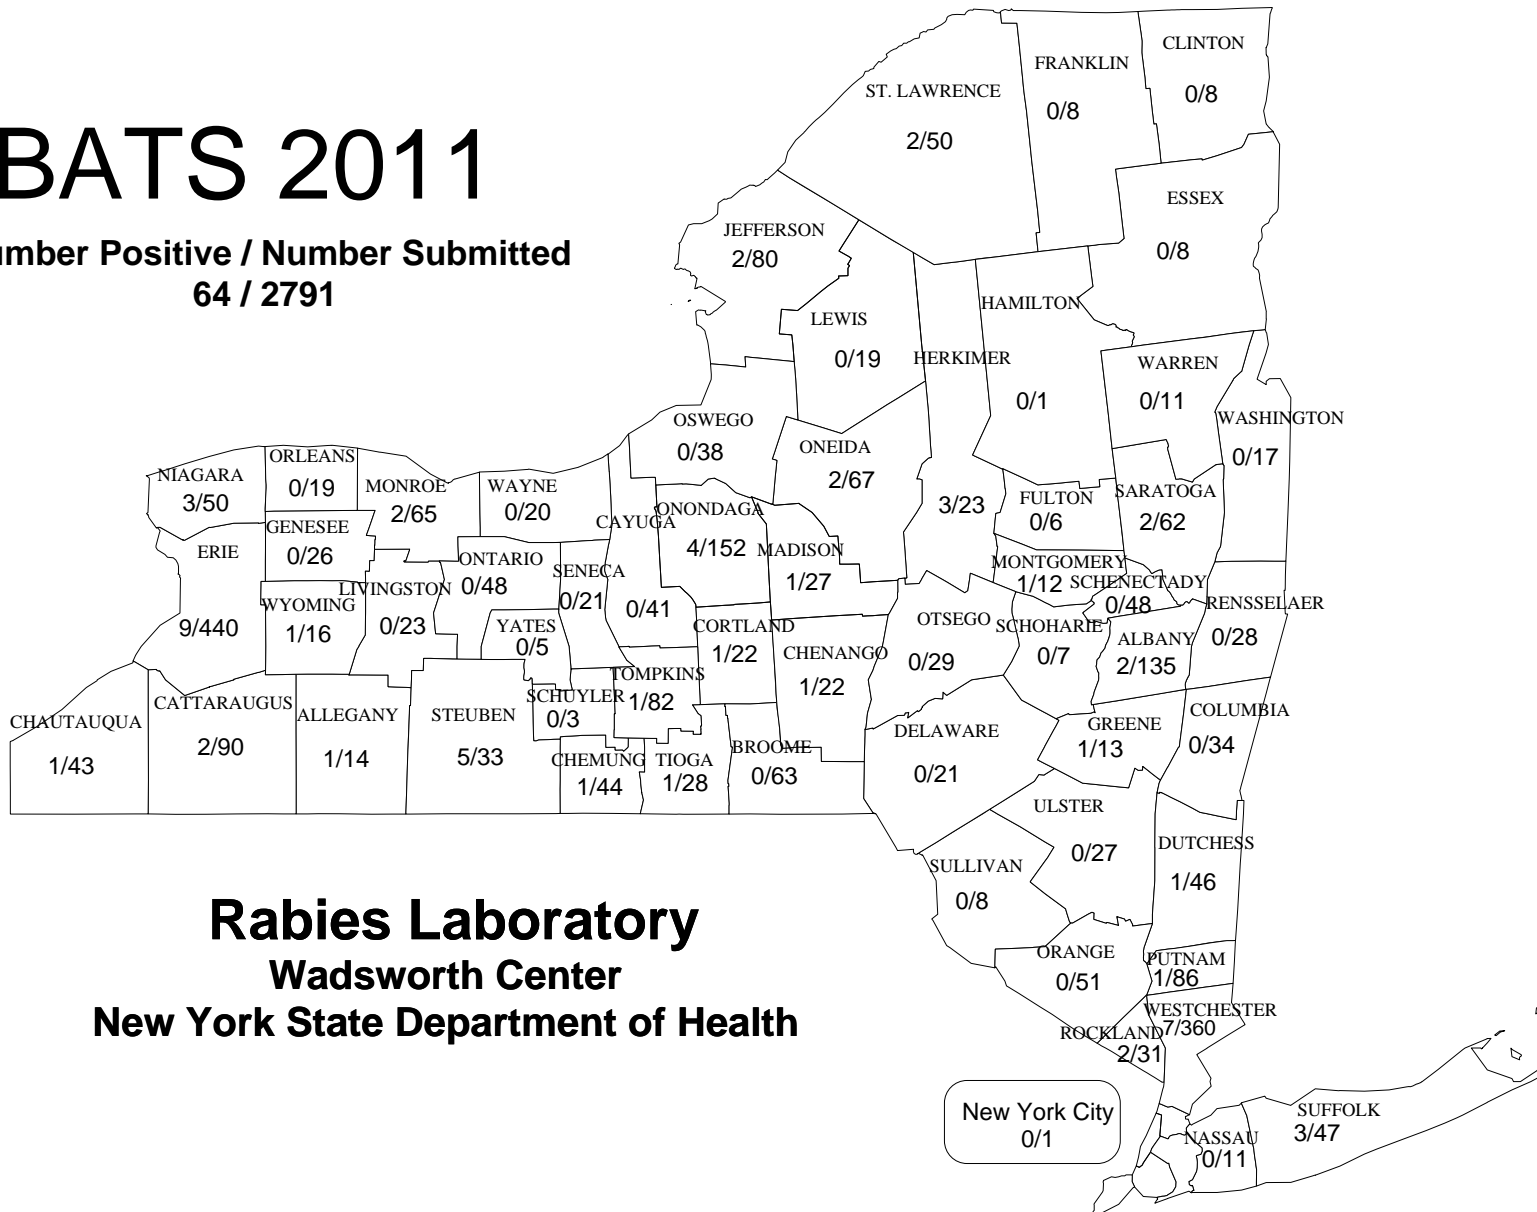 BATS 2011
umber Positive / Number Submitted
64 / 2791
CLINTON
0/8
FRANKLIN
0/8
ST. LAWRENCE
2/50
ESSEX
0/8
JEFFERSON
2/80
HAMILTON
0/1
LEWIS
0/19
HERKIMER
3/23
WARREN
0/11
WASHINGTON
0/17
OSWEGO
0/38
ONEIDA
2/67
NIAGARA
3/50
ORLEANS
0/19
MONROE
2/65
WAYNE
0/20
CAYUGA
0/41
ONONDAGA
4/152
FULTON
0/6
SARATOGA
2/62
GENESEE
0/26
ERIE
9/440
MADISON
1/27
MONTGOMERY
1/12
SCHENECTADY
0/48
ONTARIO
0/48
SENECA
0/21
LIVINGSTON
0/23
WYOMING
1/16
RENSSELAER
0/28
YATES
0/5
CORTLAND
1/22
OTSEGO
0/29
SCHOHARIE
0/7
ALBANY
2/135
CHENANGO
1/22
TOMPKINS
1/82
SCHUYLER
0/3
CHAUTAUQUA
1/43
CATTARAUGUS
2/90
ALLEGANY
1/14
STEUBEN
5/33
CHEMUNG
1/44
TIOGA
1/28
BROOME
0/63
DELAWARE
0/21
GREENE
1/13
COLUMBIA
0/34
ULSTER
0/27
DUTCHESS
1/46
SULLIVAN
0/8
Rabies Laboratory
Wadsworth Center
New York State Department of Health
ORANGE
0/51
PUTNAM
1/86
WESTCHESTER
7/360
ROCKLAND
2/31
New York City
0/1
NASSAU
0/11
SUFFOLK
3/47